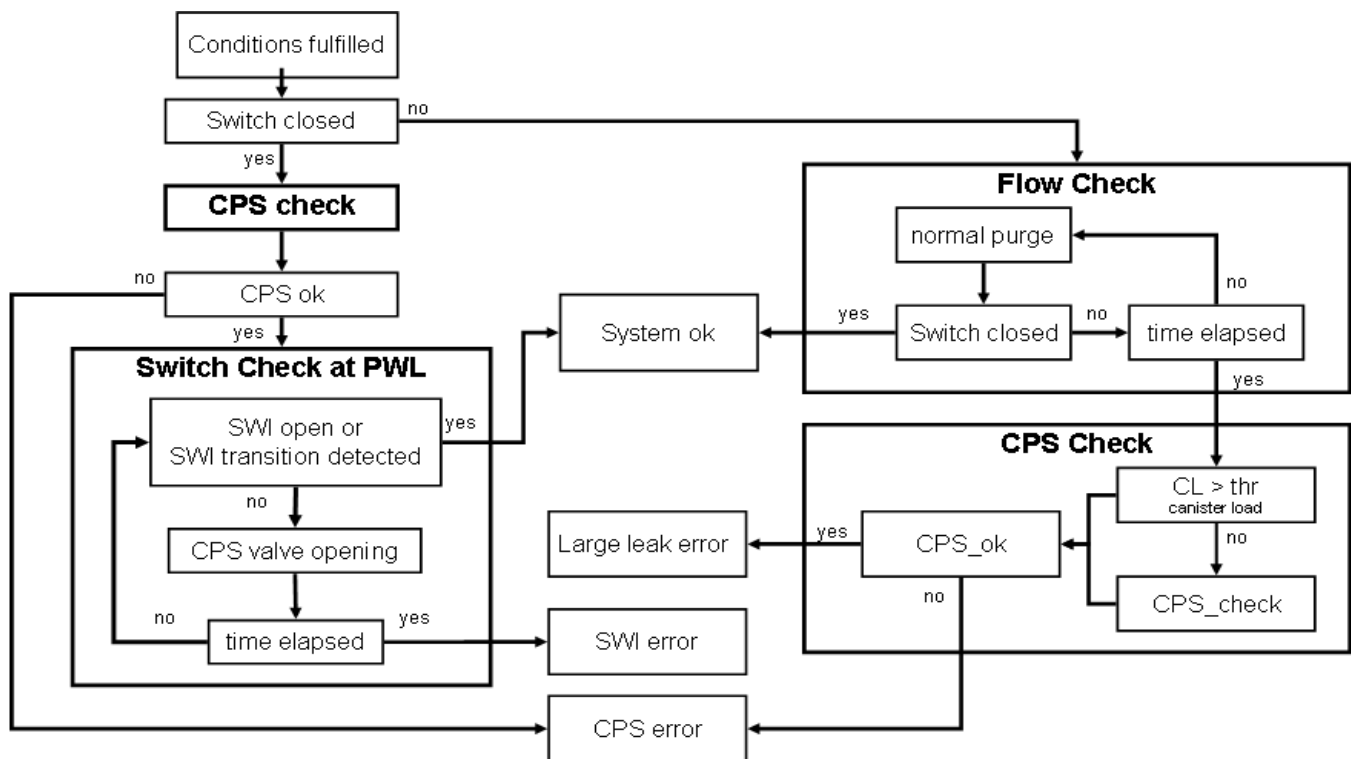 Conditions fulfilled
Switch closed
no
yes
CPS check
no
CPS ok
yes
Switch Check at PWL
SWI open or
SWI transition detected
yes
no
CPS valve opening
no
time elapsed
yes
System ok
Large leak error
SWI error
CPS error
Flow Check
normal purge
no
yes
Switch closed
no
time elapsed
yes
CPS Check
CL > thr
canister load
no
CPS_check
yes
CPS_ok
no